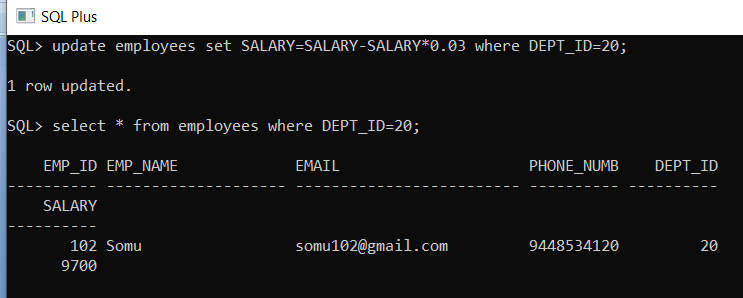 SQL Plus
SQL> update employees set SALARY=SALARY-SALARY*0.03 where DEPT_ID=20;
1 row updated.
SQL> select * from employees where DEPT_ID=20;
EMP_ID EMP_NAME EMAIL PHONE_NUMB DEPT_ID
---------- -------------------- ------------------------- ---------- ----------
SALARY
----------
102 Somu somu102@gmail.com 9448534120 20
9700